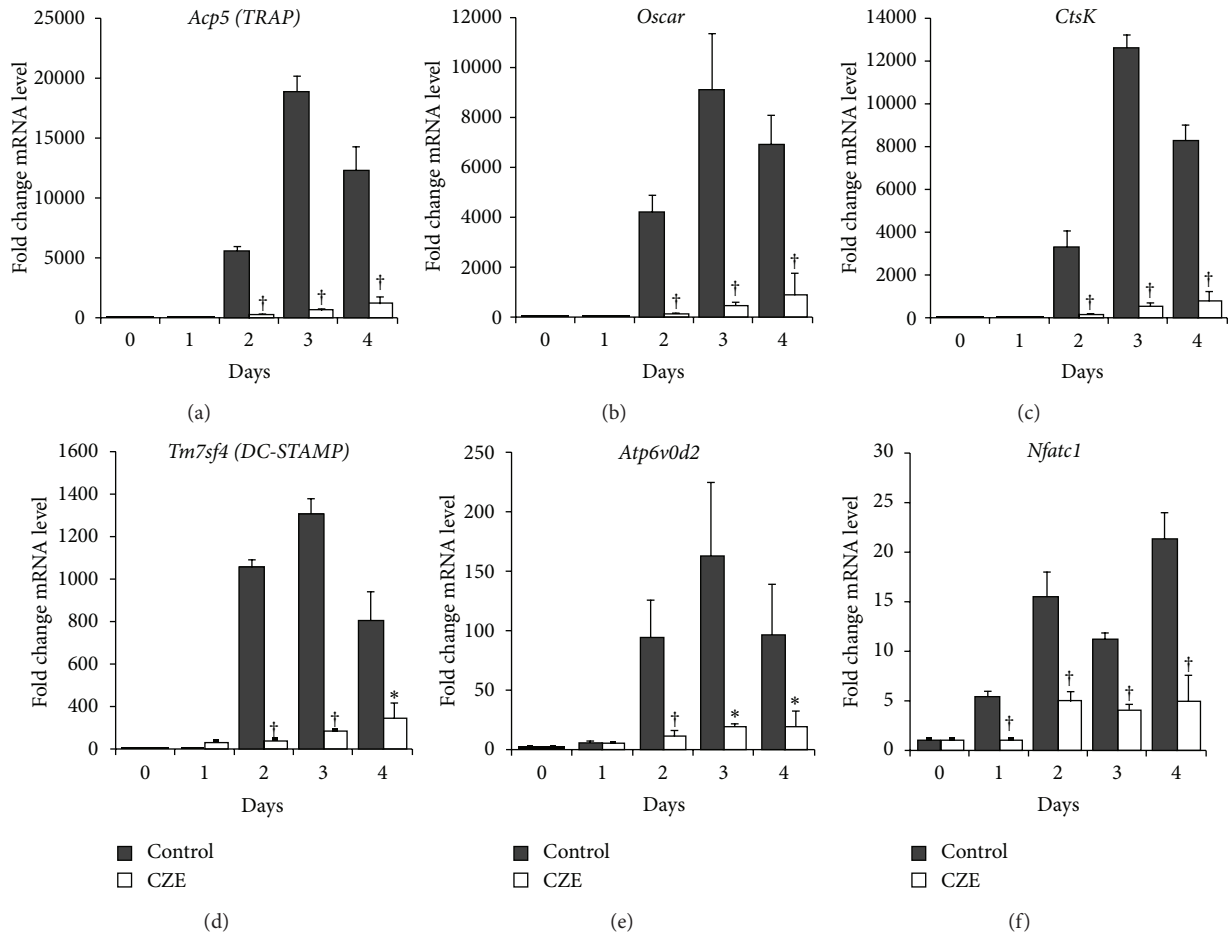 Acp5 (TRAP)
Fold change mRNA level
25000
20000
15000
10000
5000
0
†
†
†
0 1 2 3 4
Days
(a)
Oscar
Fold change mRNA level
12000
10000
8000
6000
4000
2000
0
†
†
†
0 1 2 3 4
Days
(b)
CtsK
Fold change mRNA level
14000
12000
10000
8000
6000
4000
2000
0
†
†
†
0 1 2 3 4
Days
(c)
Tm7sf4 (DC-STAMP)
Fold change mRNA level
1600
1400
1200
1000
800
600
400
200
0
†
†
*
0 1 2 3 4
Days
Control
CZE
(d)
Atp6v0d2
Fold change mRNA level
250
200
150
100
50
0
†
*
*
0 1 2 3 4
Days
Control
CZE
(e)
Nfatc1
Fold change mRNA level
30
25
20
15
10
5
0
†
†
†
†
0 1 2 3 4
Days
Control
CZE
(f)